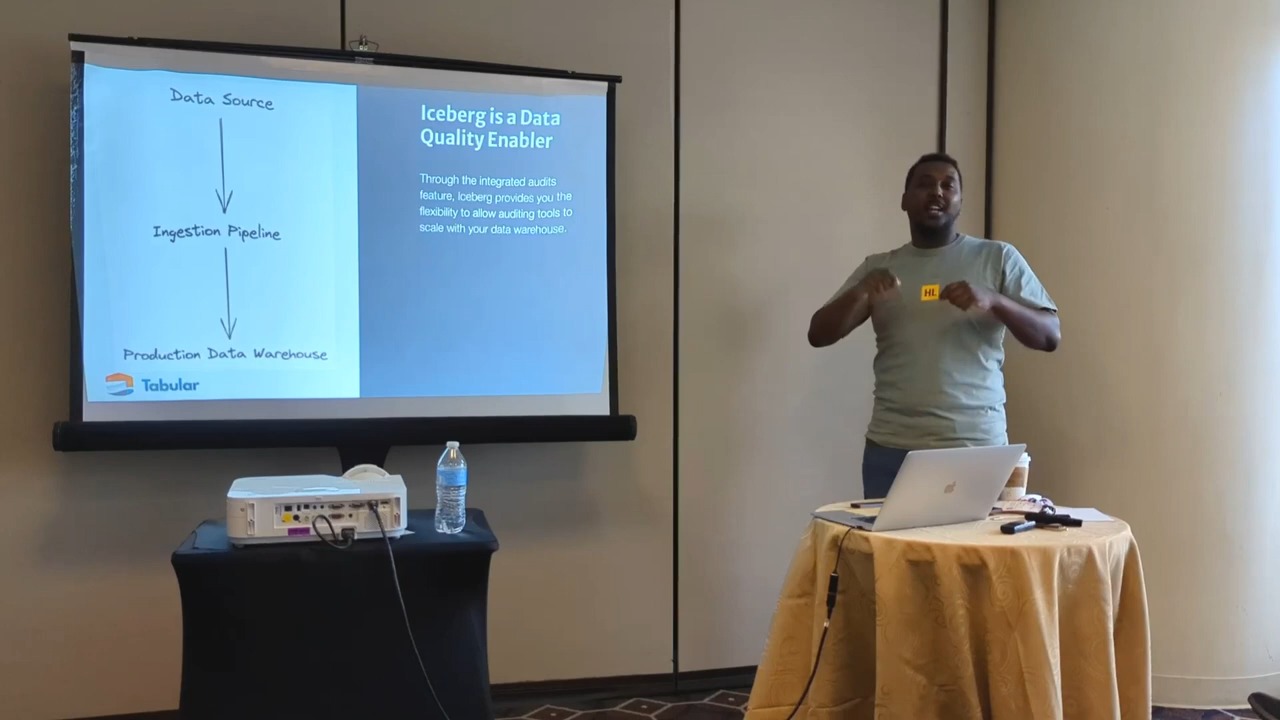 Data Source
Ingestion Pipeline
Production Data Warehouse
Tabular
Iceberg is a Data
Quality Enabler
Through the integrated audits
feature, Iceberg provides you the
flexibility to allow auditing tools to
scale with your data warehouse.
HL